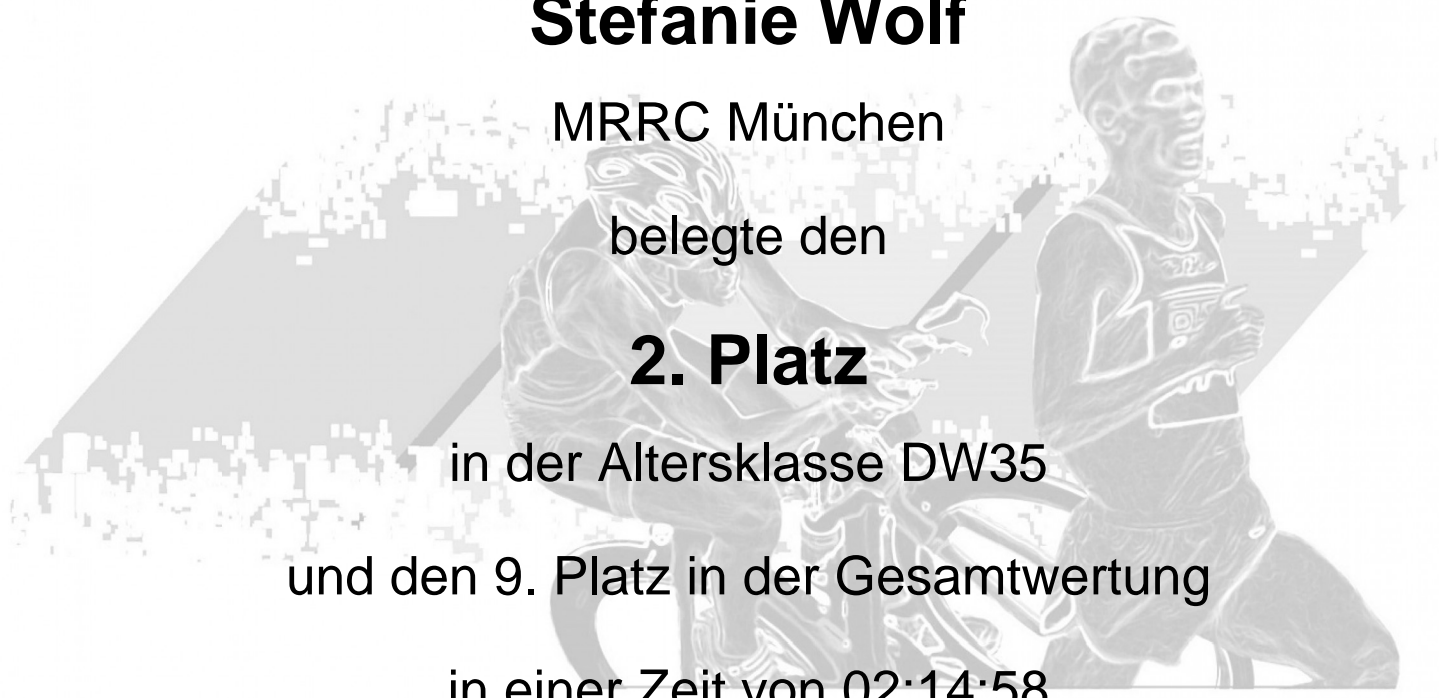 Stefanie Wolf
MRRC München
belegte den
2. Platz
in der Altersklasse DW35
und den 9. Platz in der Gesamtwertung
in einer Zeit von 02:14:58